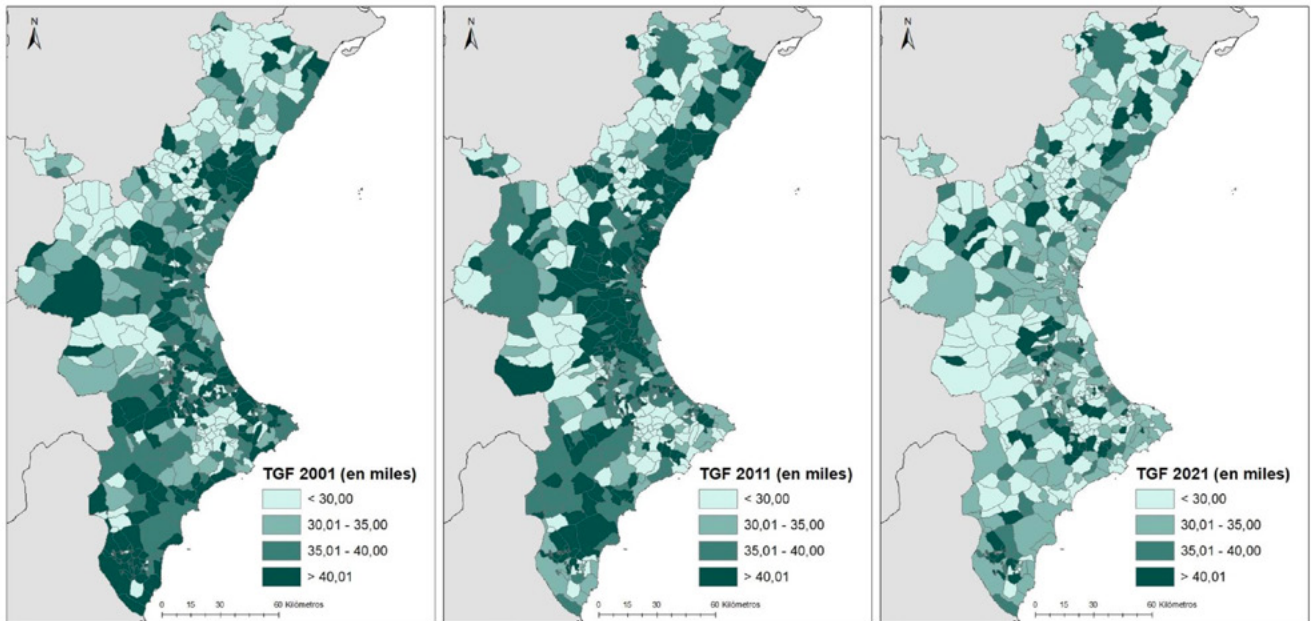 N
TGF 2001 (en miles)
< 30,00
30,01 - 35,00
35,01 - 40,00
> 40,01
0 15 30 60 Kilómetros
N
TGF 2011 (en miles)
< 30,00
30,01 - 35,00
35,01 - 40,00
> 40,01
0 15 30 60 Kilómetros
N
TGF 2021 (en miles)
< 30,00
30,01 - 35,00
35,01 - 40,00
> 40,01
0 15 30 60 Kilómetros